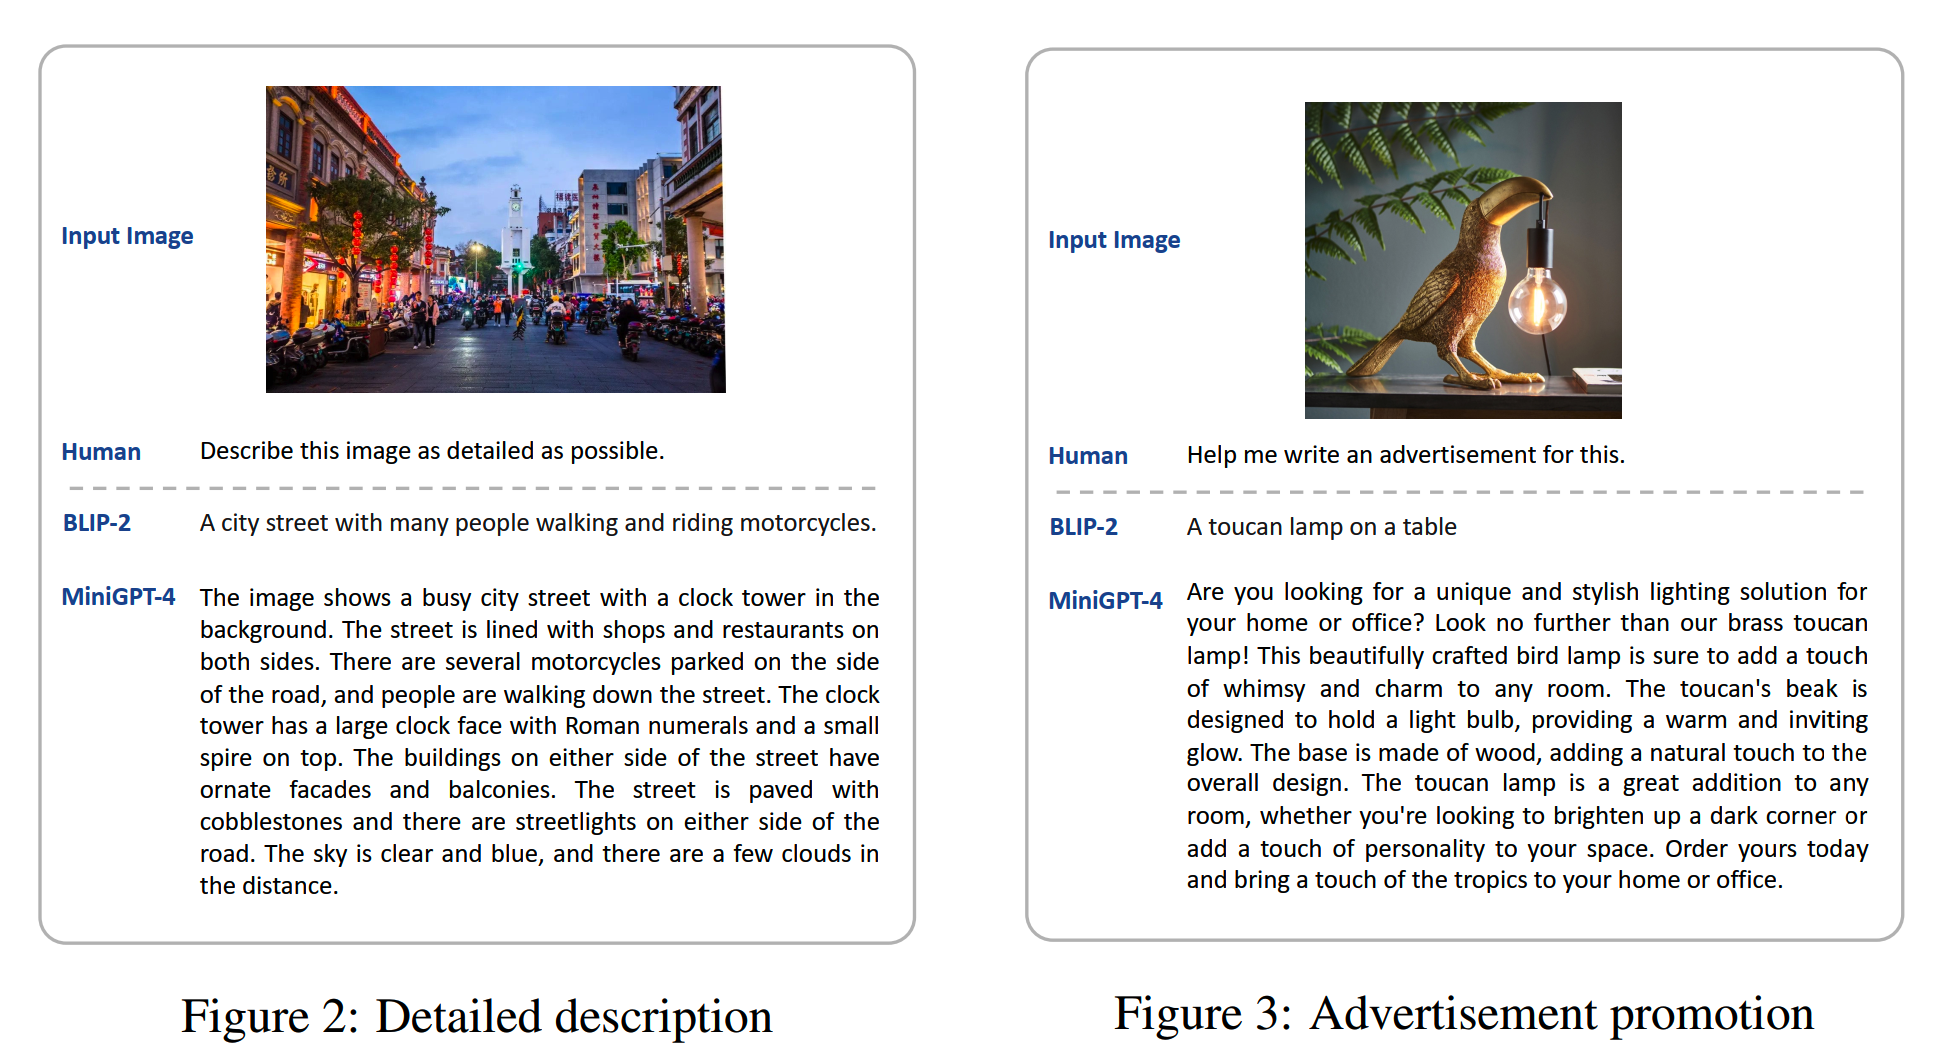 Input Image
Human Describe this image as detailed as possible.
BLIP-2 A city street with many people walking and riding motorcycles.
MiniGPT-4 The image shows a busy city street with a clock tower in the
background. The street is lined with shops and restaurants on
both sides. There are several motorcycles parked on the side
of the road, and people are walking down the street. The clock
tower has a large clock face with Roman numerals and a small
spire on top. The buildings on either side of the street have
ornate facades and balconies. The street is paved with
cobblestones and there are streetlights on either side of the
road. The sky is clear and blue, and there are a few clouds in
the distance.
Figure 2: Detailed description
Input Image
Human Help me write an advertisement for this.
BLIP-2 A toucan lamp on a table
MiniGPT-4 Are you looking for a unique and stylish lighting solution for
your home or office? Look no further than our brass toucan
lamp! This beautifully crafted bird lamp is sure to add a touch
of whimsy and charm to any room. The toucan's beak is
designed to hold a light bulb, providing a warm and inviting
glow. The base is made of wood, adding a natural touch to the
overall design. The toucan lamp is a great addition to any
room, whether you're looking to brighten up a dark corner or
add a touch of personality to your space. Order yours today
and bring a touch of the tropics to your home or office.
Figure 3: Advertisement promotion